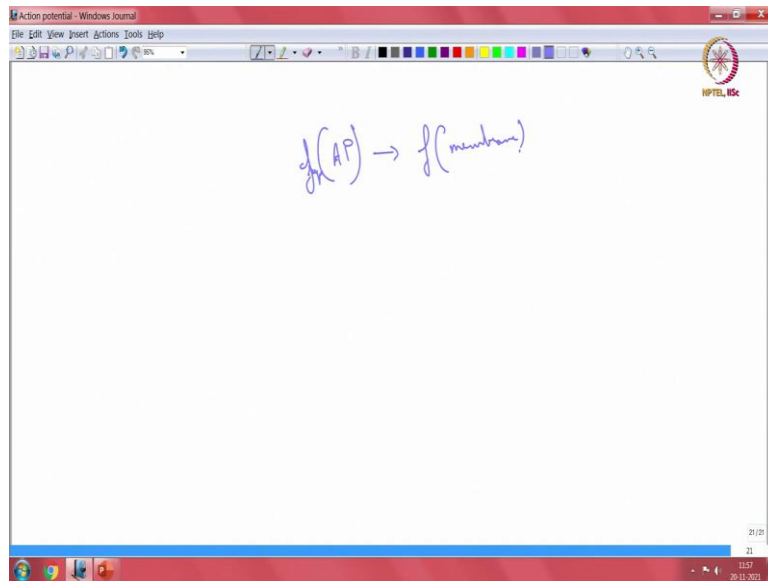 Action potential - Windows Journal
File Edit View Insert Actions Tools Help
85%
B I
NPTEL, IISc
(AP) → f(membrane)
21/21
21
11:57
20-11-2021